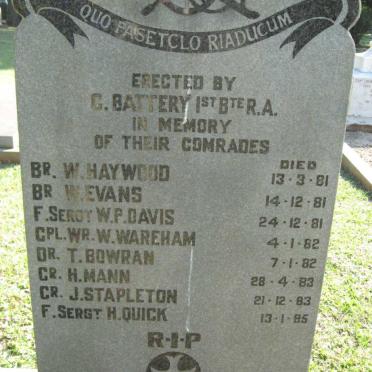 QUO FASETCLO RIADUCUM
ERECTED BY
G. BATTERY 1ST BTE R.A.
IN MEMORY
OF THEIR COMRADES
DIED
BR. W. HAYWOOD 13-3-81
BR W. EVANS 14-12-81
F. SERGT W.P. DAVIS 24-12-81
CPL. WR. W. WAREHAM 4-1-82
DR. T. BOWRAN 7-1-82
GR. H. MANN 28-4-83
GR. J. STAPLETON 21-12-83
F. SERGT H. QUICK 13-1-85
R·I·P